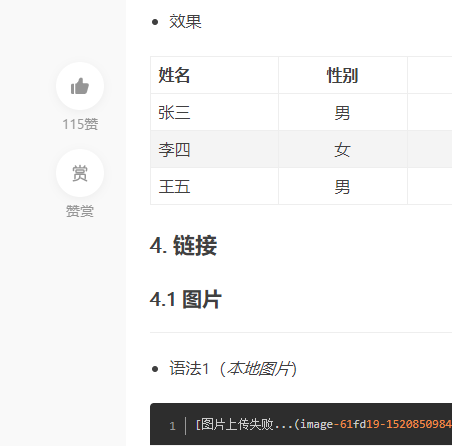 效果
姓名 性别
张三 男
115赞
李四 女
赏
王五 男
赞赏
4. 链接
4.1 图片
语法1（本地图片）
1 [图片上传失败...(image-61fd19-1520850984